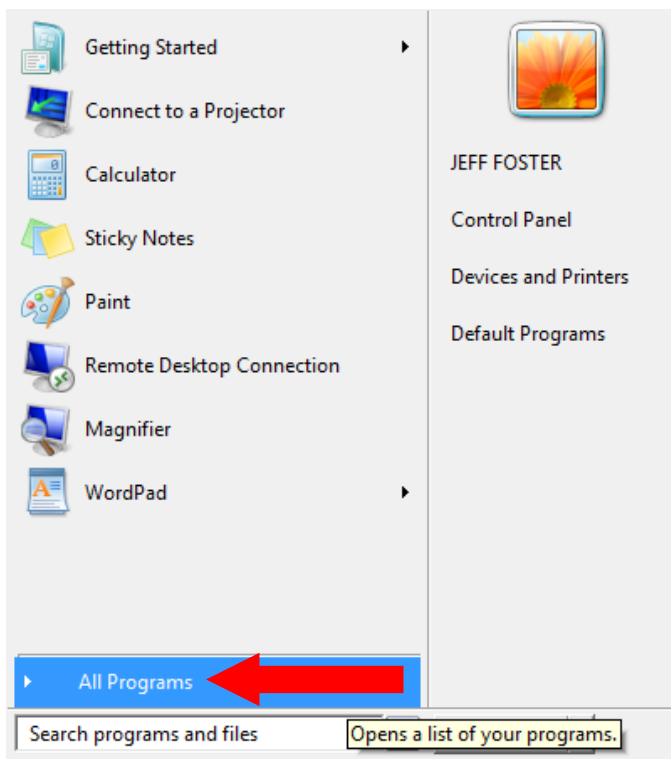 Getting Started
Connect to a Projector
Calculator
Sticky Notes
Paint
Remote Desktop Connection
Magnifier
WordPad
All Programs
Search programs and files
JEFF FOSTER
Control Panel
Devices and Printers
Default Programs
Opens a list of your programs.